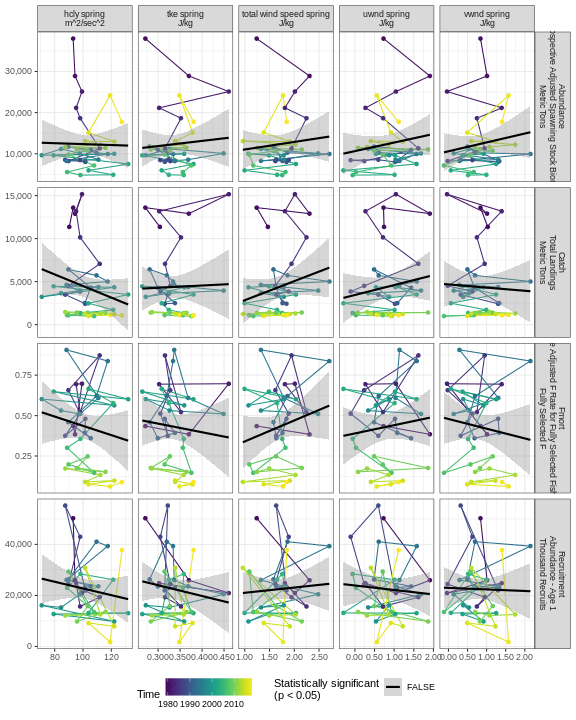 hdly spring
m^2/sec^2
tke spring
J/kg
total wind speed spring
J/kg
uwnd spring
J/kg
vwnd spring
J/kg
30,000
20,000
10,000
Abundance
Adjusted Spawning Stock
Metric Tons
15,000
10,000
5,000
0
Catch
Total Landings
Metric Tons
0.75
0.50
0.25
Fmort
Adjusted F Rate for Fully Selected Fish
Fully Selected F
40,000
20,000
0
Recruitment
Abundance - Age 1
Thousand Recruits
80 100 120
0.300 0.350 0.400 0.450
1.00 1.50 2.00 2.50
0.00 0.50 1.00 1.50 2.00
0.00 0.50 1.00 1.50 2.00
Time
1980 1990 2000 2010
Statistically significant
(p < 0.05)
FALSE